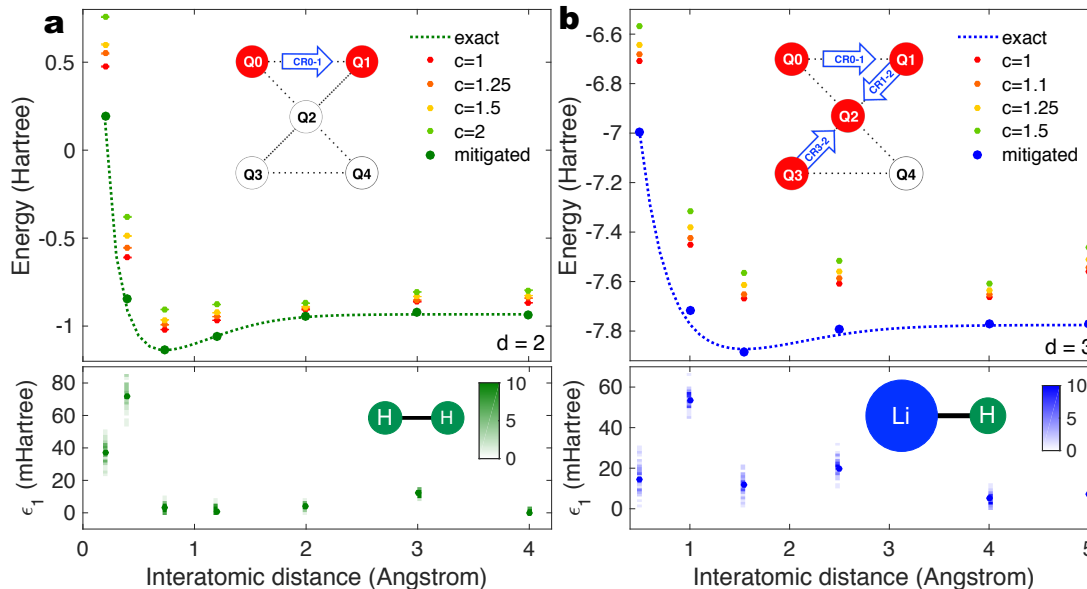 a
Energy (Hartree)
0.5
0
-0.5
-1
Q0
CR0-1
Q1
Q2
Q3
Q4
exact
c=1
c=1.25
c=1.5
c=2
mitigated
d = 2
ϵ1 (mHartree)
80
60
40
20
0
H
H
10
5
0
0
1
2
3
4
Interatomic distance (Angstrom)
b
Energy (Hartree)
-6.6
-6.8
-7
-7.2
-7.4
-7.6
-7.8
Q0
CR0-1
Q1
CR1-2
Q2
CR3-2
Q3
Q4
exact
c=1
c=1.1
c=1.25
c=1.5
mitigated
d = 3
ϵ1 (mHartree)
60
40
20
0
Li
H
10
5
0
1
2
3
4
5
Interatomic distance (Angstrom)